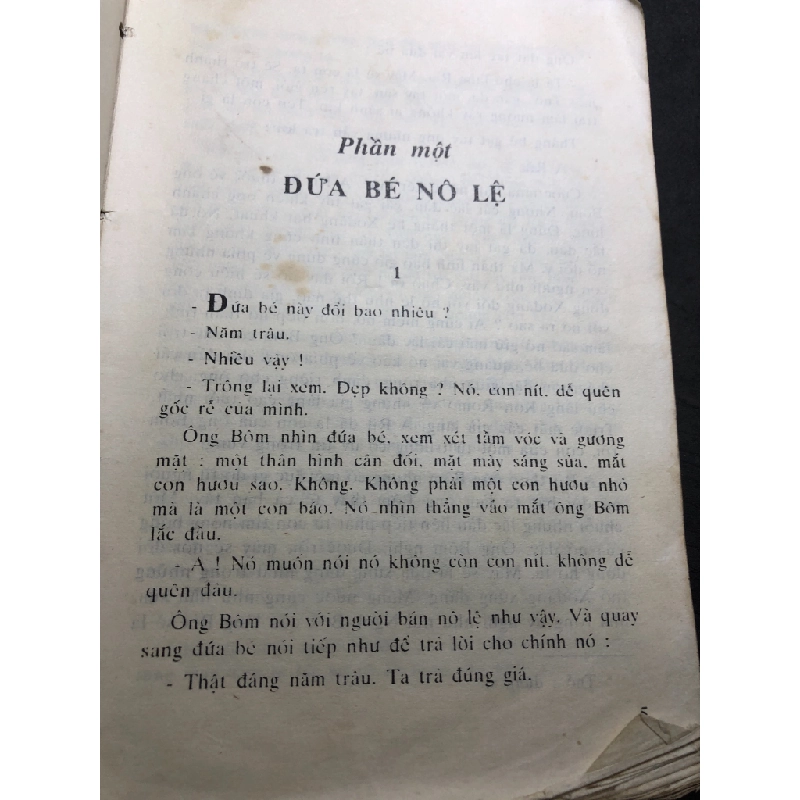 Phần một
ĐỨA BÉ NÔ LỆ
1
- Đứa bé này đổi bao nhiêu ?
- Năm trâu.
- Nhiều vậy !
- Trông lại xem. Đẹp không ? Nó, con nít, dễ quên
gốc rễ của mình.
Ông Bôm nhìn đứa bé, xem xét tầm vóc và gương
mặt : một thân hình cân đối, mặt mày sáng sủa, mắt
con hươu sao. Không. Không phải một con hươu nhỏ
mà là một con báo. Nó nhìn thẳng vào mắt ông Bôm
lắc đầu.
- A ! Nó muốn nói nó không còn con nít, không dễ
quên đâu.
Ông Bôm nói với người bán nô lệ như vậy. Và quay
sang đứa bé nói tiếp như để trả lời cho chính nó :
- Thật đáng năm trâu. Ta trả đúng giá.
5